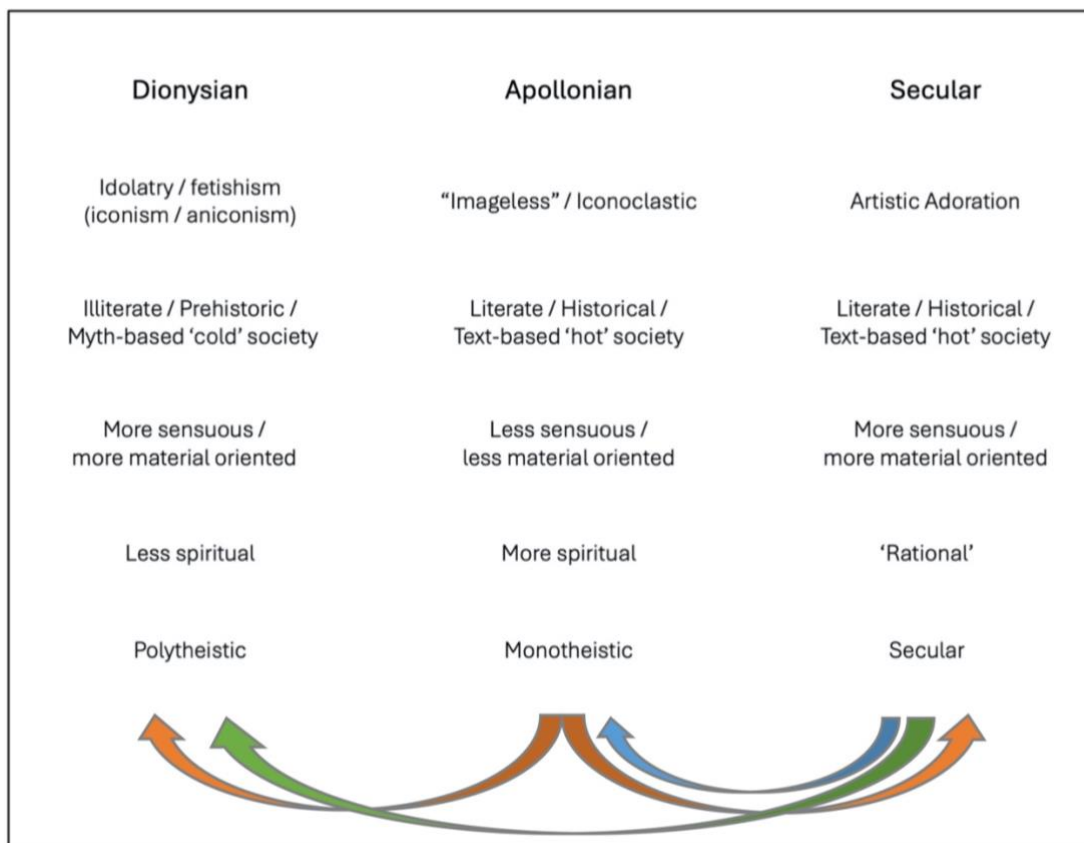 Dionysian
Apollonian
Secular
Idolatry / fetishism
(iconism / aniconism)
“Imageless” / Iconoclastic
Artistic Adoration
Illiterate / Prehistoric /
Myth-based ‘cold’ society
Literate / Historical /
Text-based ‘hot’ society
Literate / Historical /
Text-based ‘hot’ society
More sensuous /
more material oriented
Less sensuous /
less material oriented
More sensuous /
more material oriented
Less spiritual
More spiritual
‘Rational’
Polytheistic
Monotheistic
Secular